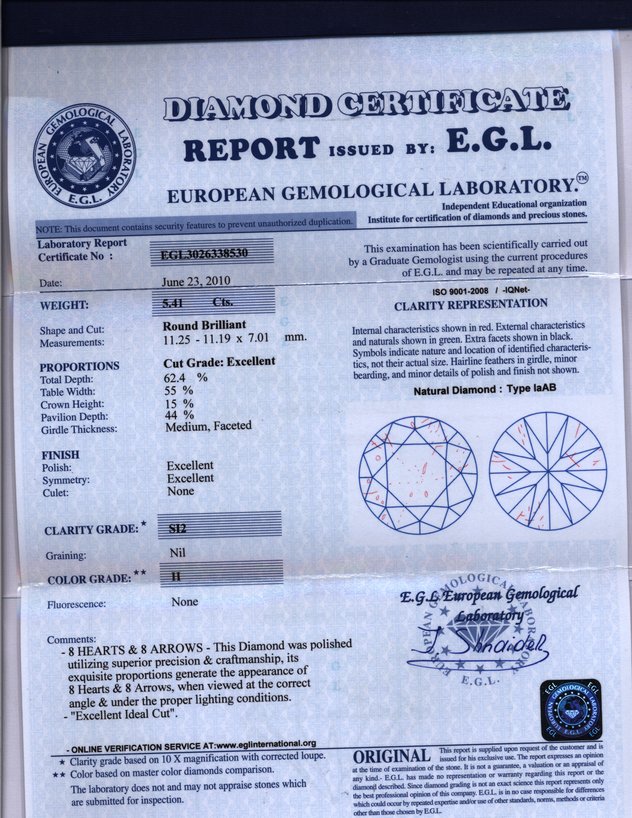 DIAMOND CERTIFICATE
REPORT ISSUED BY: E.G.L.
EUROPEAN GEMOLOGICAL LABORATORY.™
EUROPEAN GEMOLOGICAL LABORATORY
E.G.L.
Independent Educational organization
Institute for certification of diamonds and precious stones.
NOTE: This document contains security features to prevent unauthorized duplication.
Laboratory Report
Certificate No : EGL3026338530
Date: June 23, 2010
WEIGHT: 5.41 Cts.
Shape and Cut: Round Brilliant
Measurements: 11.25 - 11.19 x 7.01 mm.
PROPORTIONS Cut Grade: Excellent
Total Depth: 62.4 %
Table Width: 55 %
Crown Height: 15 %
Pavilion Depth: 44 %
Girdle Thickness: Medium, Faceted
FINISH
Polish: Excellent
Symmetry: Excellent
Culet: None
CLARITY GRADE: * SI2
Graining: Nil
COLOR GRADE: ** H
Fluorescence: None
Comments:
- 8 HEARTS & 8 ARROWS - This Diamond was polished
utilizing superior precision & craftmanship, its
exquisite proportions generate the appearance of
8 Hearts & 8 Arrows, when viewed at the correct
angle & under the proper lighting conditions.
- "Excellent Ideal Cut".
- ONLINE VERIFICATION SERVICE AT:www.eglinternational.org
★ Clarity grade based on 10 X magnification with corrected loupe.
★★ Color based on master color diamonds comparison.
The laboratory does not and may not appraise stones which
are submitted for inspection.
This examination has been scientifically carried out
by a Graduate Gemologist using the current procedures
of E.G.L. and may be repeated at any time.
ISO 9001-2008 / -IQNet-
CLARITY REPRESENTATION
Internal characteristics shown in red. External characteristics
and naturals shown in green. Extra facets shown in black.
Symbols indicate nature and location of identified characteris-
tics, not their actual size. Hairline feathers in girdle, minor
bearding, and minor details of polish and finish not shown.
Natural Diamond : Type IaAB
E.G.L European Gemological
Laboratory
EUROPEAN GEMOLOGICAL LABORATORY
E.G.L.
EGL EGL
ORIGINAL This report is supplied upon request of the customer and is
issued for his exclusive use. The report expresses an opinion
at the time of examination of the stone. It is not a guarantee, a valuation or an appraisal of
any kind.- E.G.L. has made no representation or warranty regarding this report or the
diamond described. Since diamond grading is not an exact science this report represents only
the best professional opinion of this company. E.G.L. is in no case responsible for differences
which could occur by repeated expertise and/or use of other standards, norms, methods or criteria
other than those chosen by E.G.L.